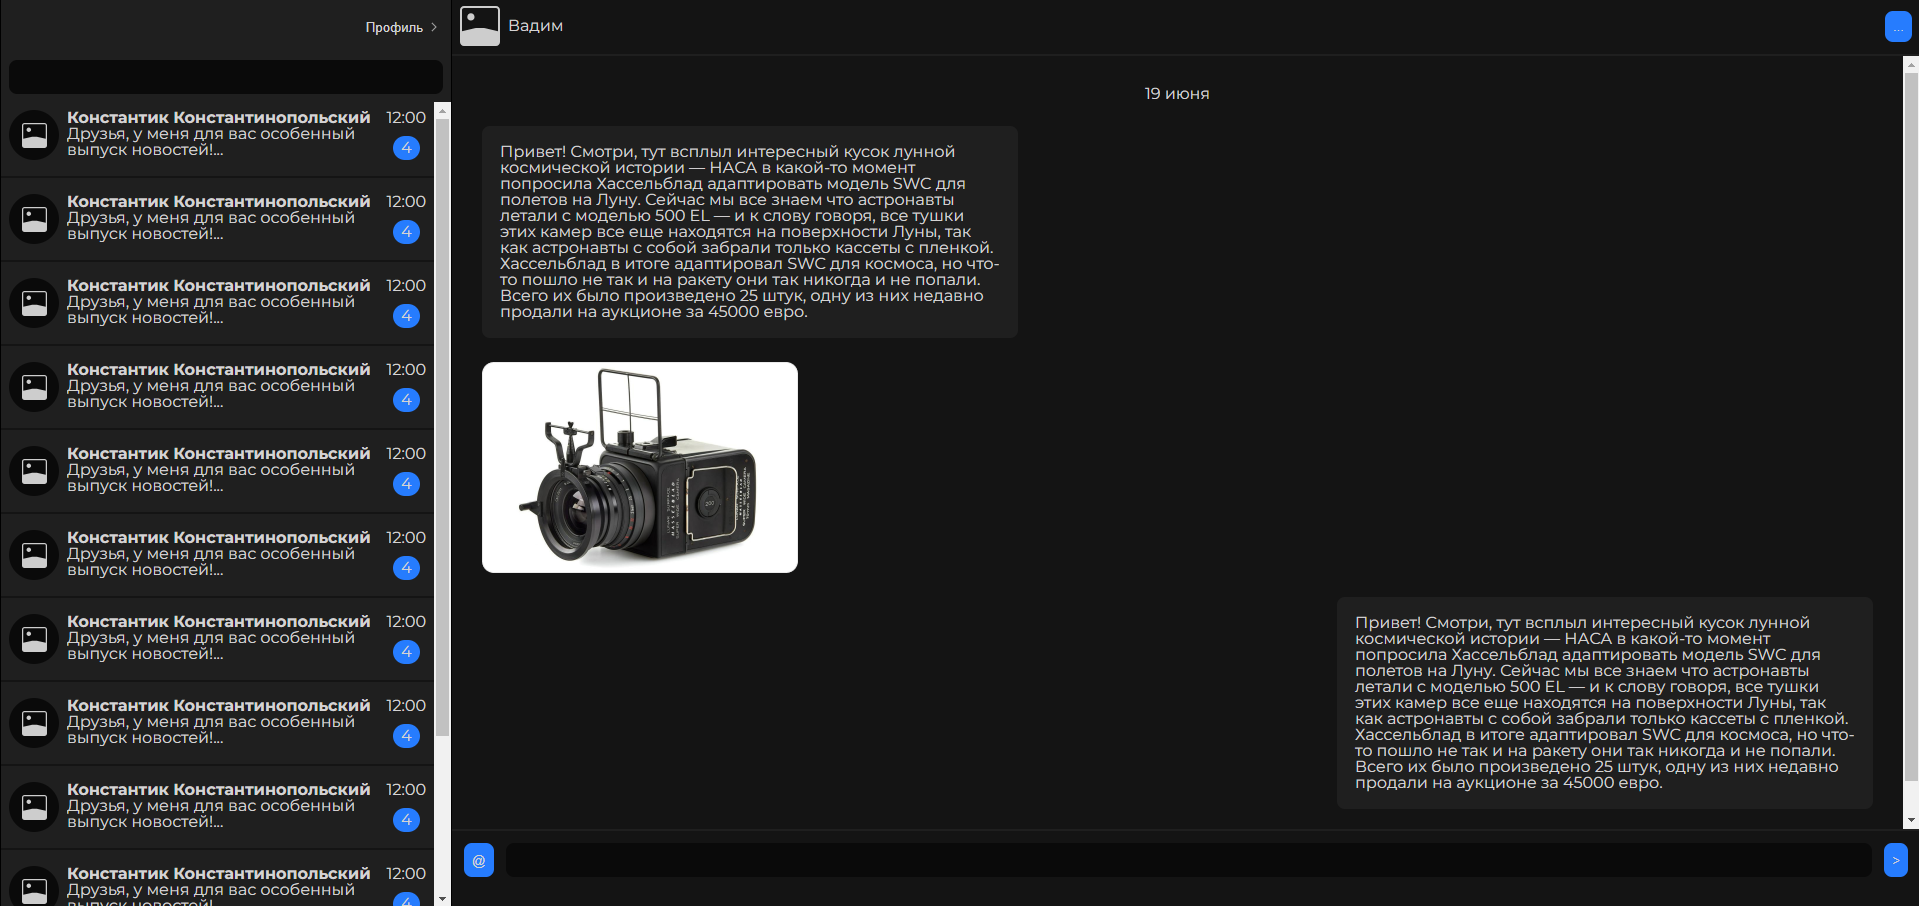 Профиль >
Константик Константинопольский 12:00
Друзья, у меня для вас особенный
выпуск новостей!...
4
Константик Константинопольский 12:00
Друзья, у меня для вас особенный
выпуск новостей!...
4
Константик Константинопольский 12:00
Друзья, у меня для вас особенный
выпуск новостей!...
4
Константик Константинопольский 12:00
Друзья, у меня для вас особенный
выпуск новостей!...
4
Константик Константинопольский 12:00
Друзья, у меня для вас особенный
выпуск новостей!...
4
Константик Константинопольский 12:00
Друзья, у меня для вас особенный
выпуск новостей!...
4
Константик Константинопольский 12:00
Друзья, у меня для вас особенный
выпуск новостей!...
4
Константик Константинопольский 12:00
Друзья, у меня для вас особенный
выпуск новостей!...
4
Константик Константинопольский 12:00
Друзья, у меня для вас особенный
выпуск новостей!...
4
Константик Константинопольский 12:00
Друзья, у меня для вас особенный
выпуск новостей!...
4
Вадим
...
19 июня
Привет! Смотри, тут всплыл интересный кусок лунной
космической истории — НАСА в какой-то момент
попросила Хассельблад адаптировать модель SWC для
полетов на Луну. Сейчас мы все знаем что астронавты
летали с моделью 500 EL — и к слову говоря, все тушки
этих камер все еще находятся на поверхности Луны, так
как астронавты с собой забрали только кассеты с пленкой.
Хассельблад в итоге адаптировал SWC для космоса, но что-
то пошло не так и на ракету они так никогда и не попали.
Всего их было произведено 25 штук, одну из них недавно
продали на аукционе за 45000 евро.
HASSELBLAD
200
Привет! Смотри, тут всплыл интересный кусок лунной
космической истории — НАСА в какой-то момент
попросила Хассельблад адаптировать модель SWC для
полетов на Луну. Сейчас мы все знаем что астронавты
летали с моделью 500 EL — и к слову говоря, все тушки
этих камер все еще находятся на поверхности Луны, так
как астронавты с собой забрали только кассеты с пленкой.
Хассельблад в итоге адаптировал SWC для космоса, но что-
то пошло не так и на ракету они так никогда и не попали.
Всего их было произведено 25 штук, одну из них недавно
продали на аукционе за 45000 евро.
@
>